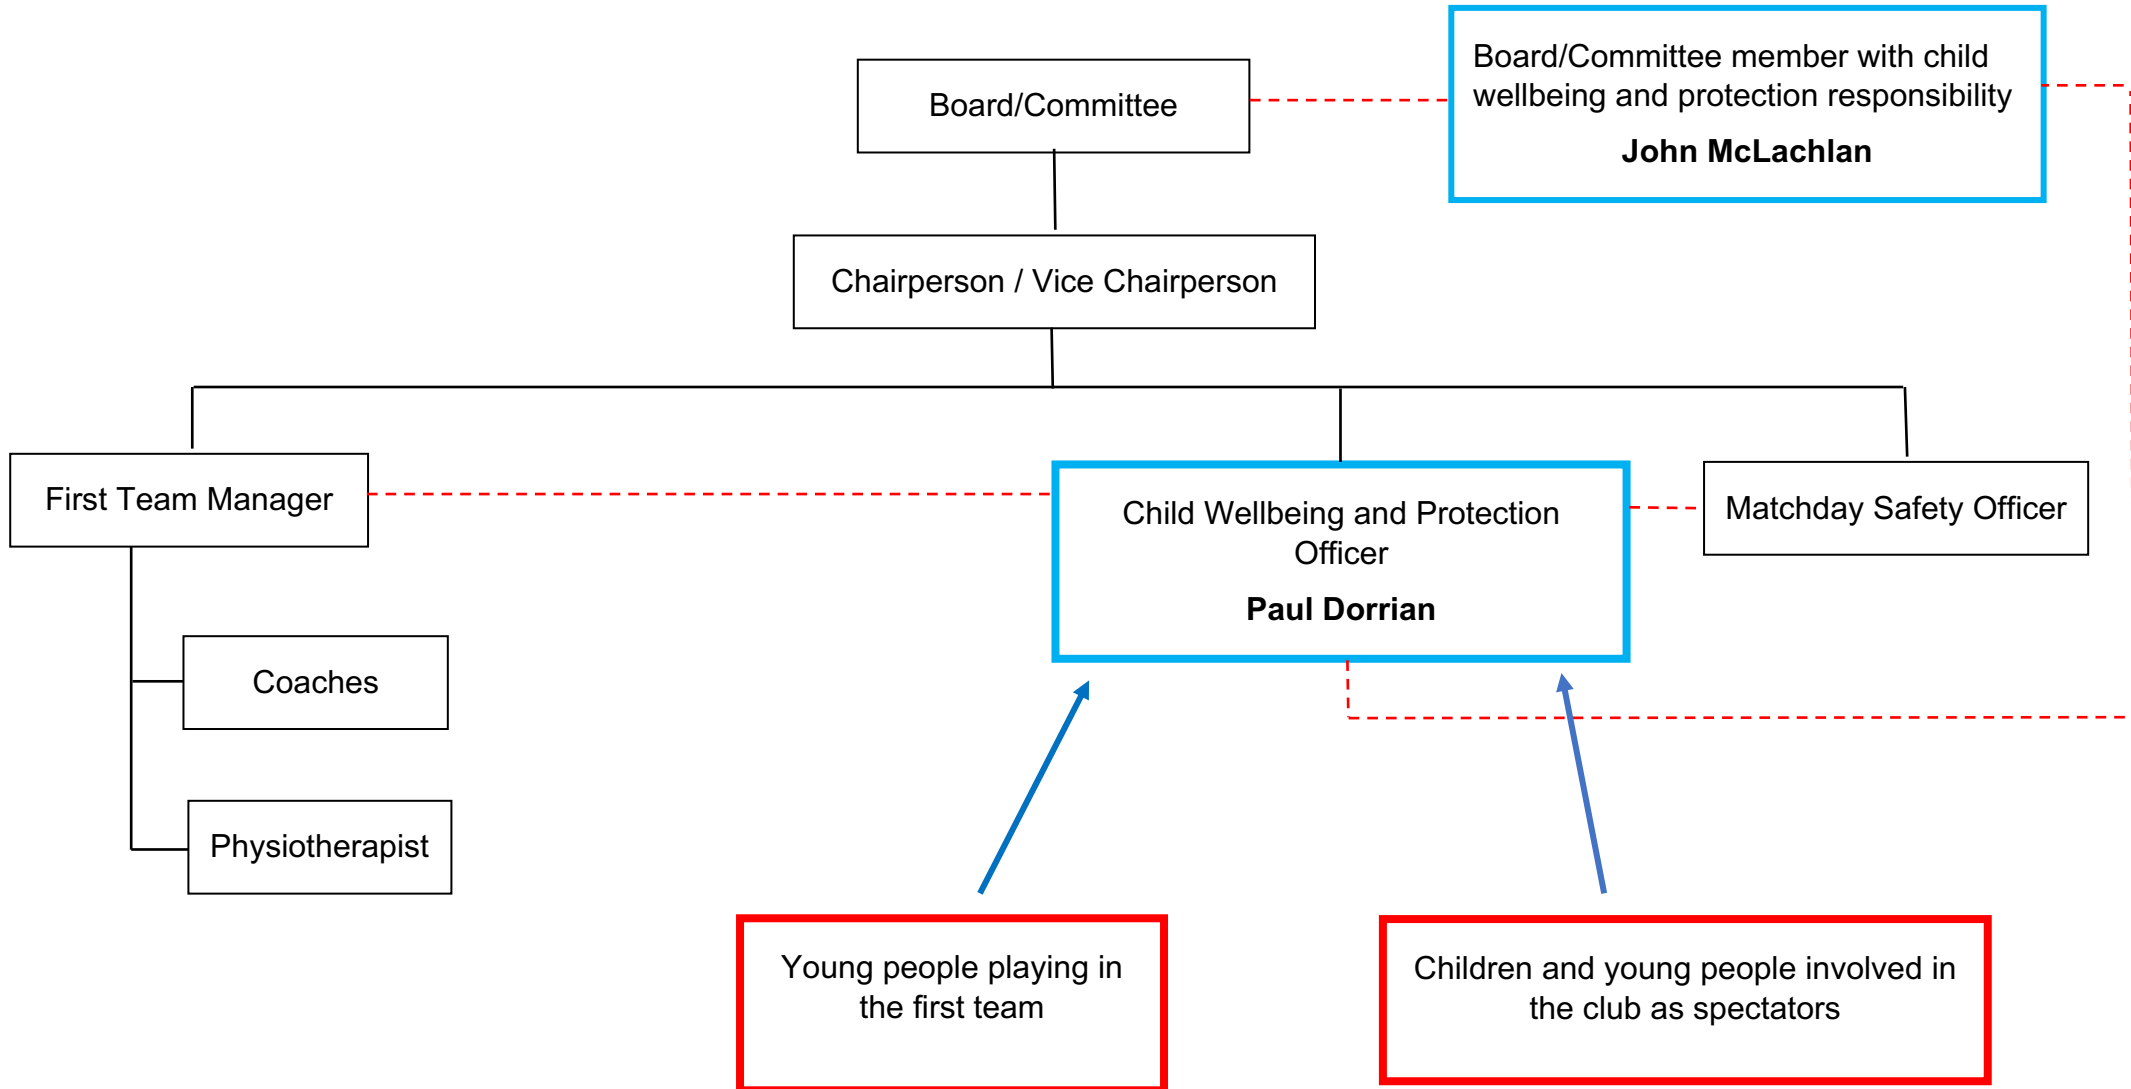 Board/Committee
Board/Committee member with child
wellbeing and protection responsibility
John McLachlan
Chairperson / Vice Chairperson
First Team Manager
Child Wellbeing and Protection
Officer
Paul Dorrian
Matchday Safety Officer
Coaches
Physiotherapist
Young people playing in
the first team
Children and young people involved in
the club as spectators